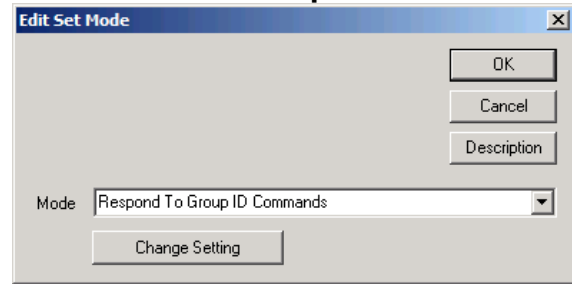 Edit Set Mode
OK
Cancel
Description
Mode
Respond To Group ID Commands
Change Setting